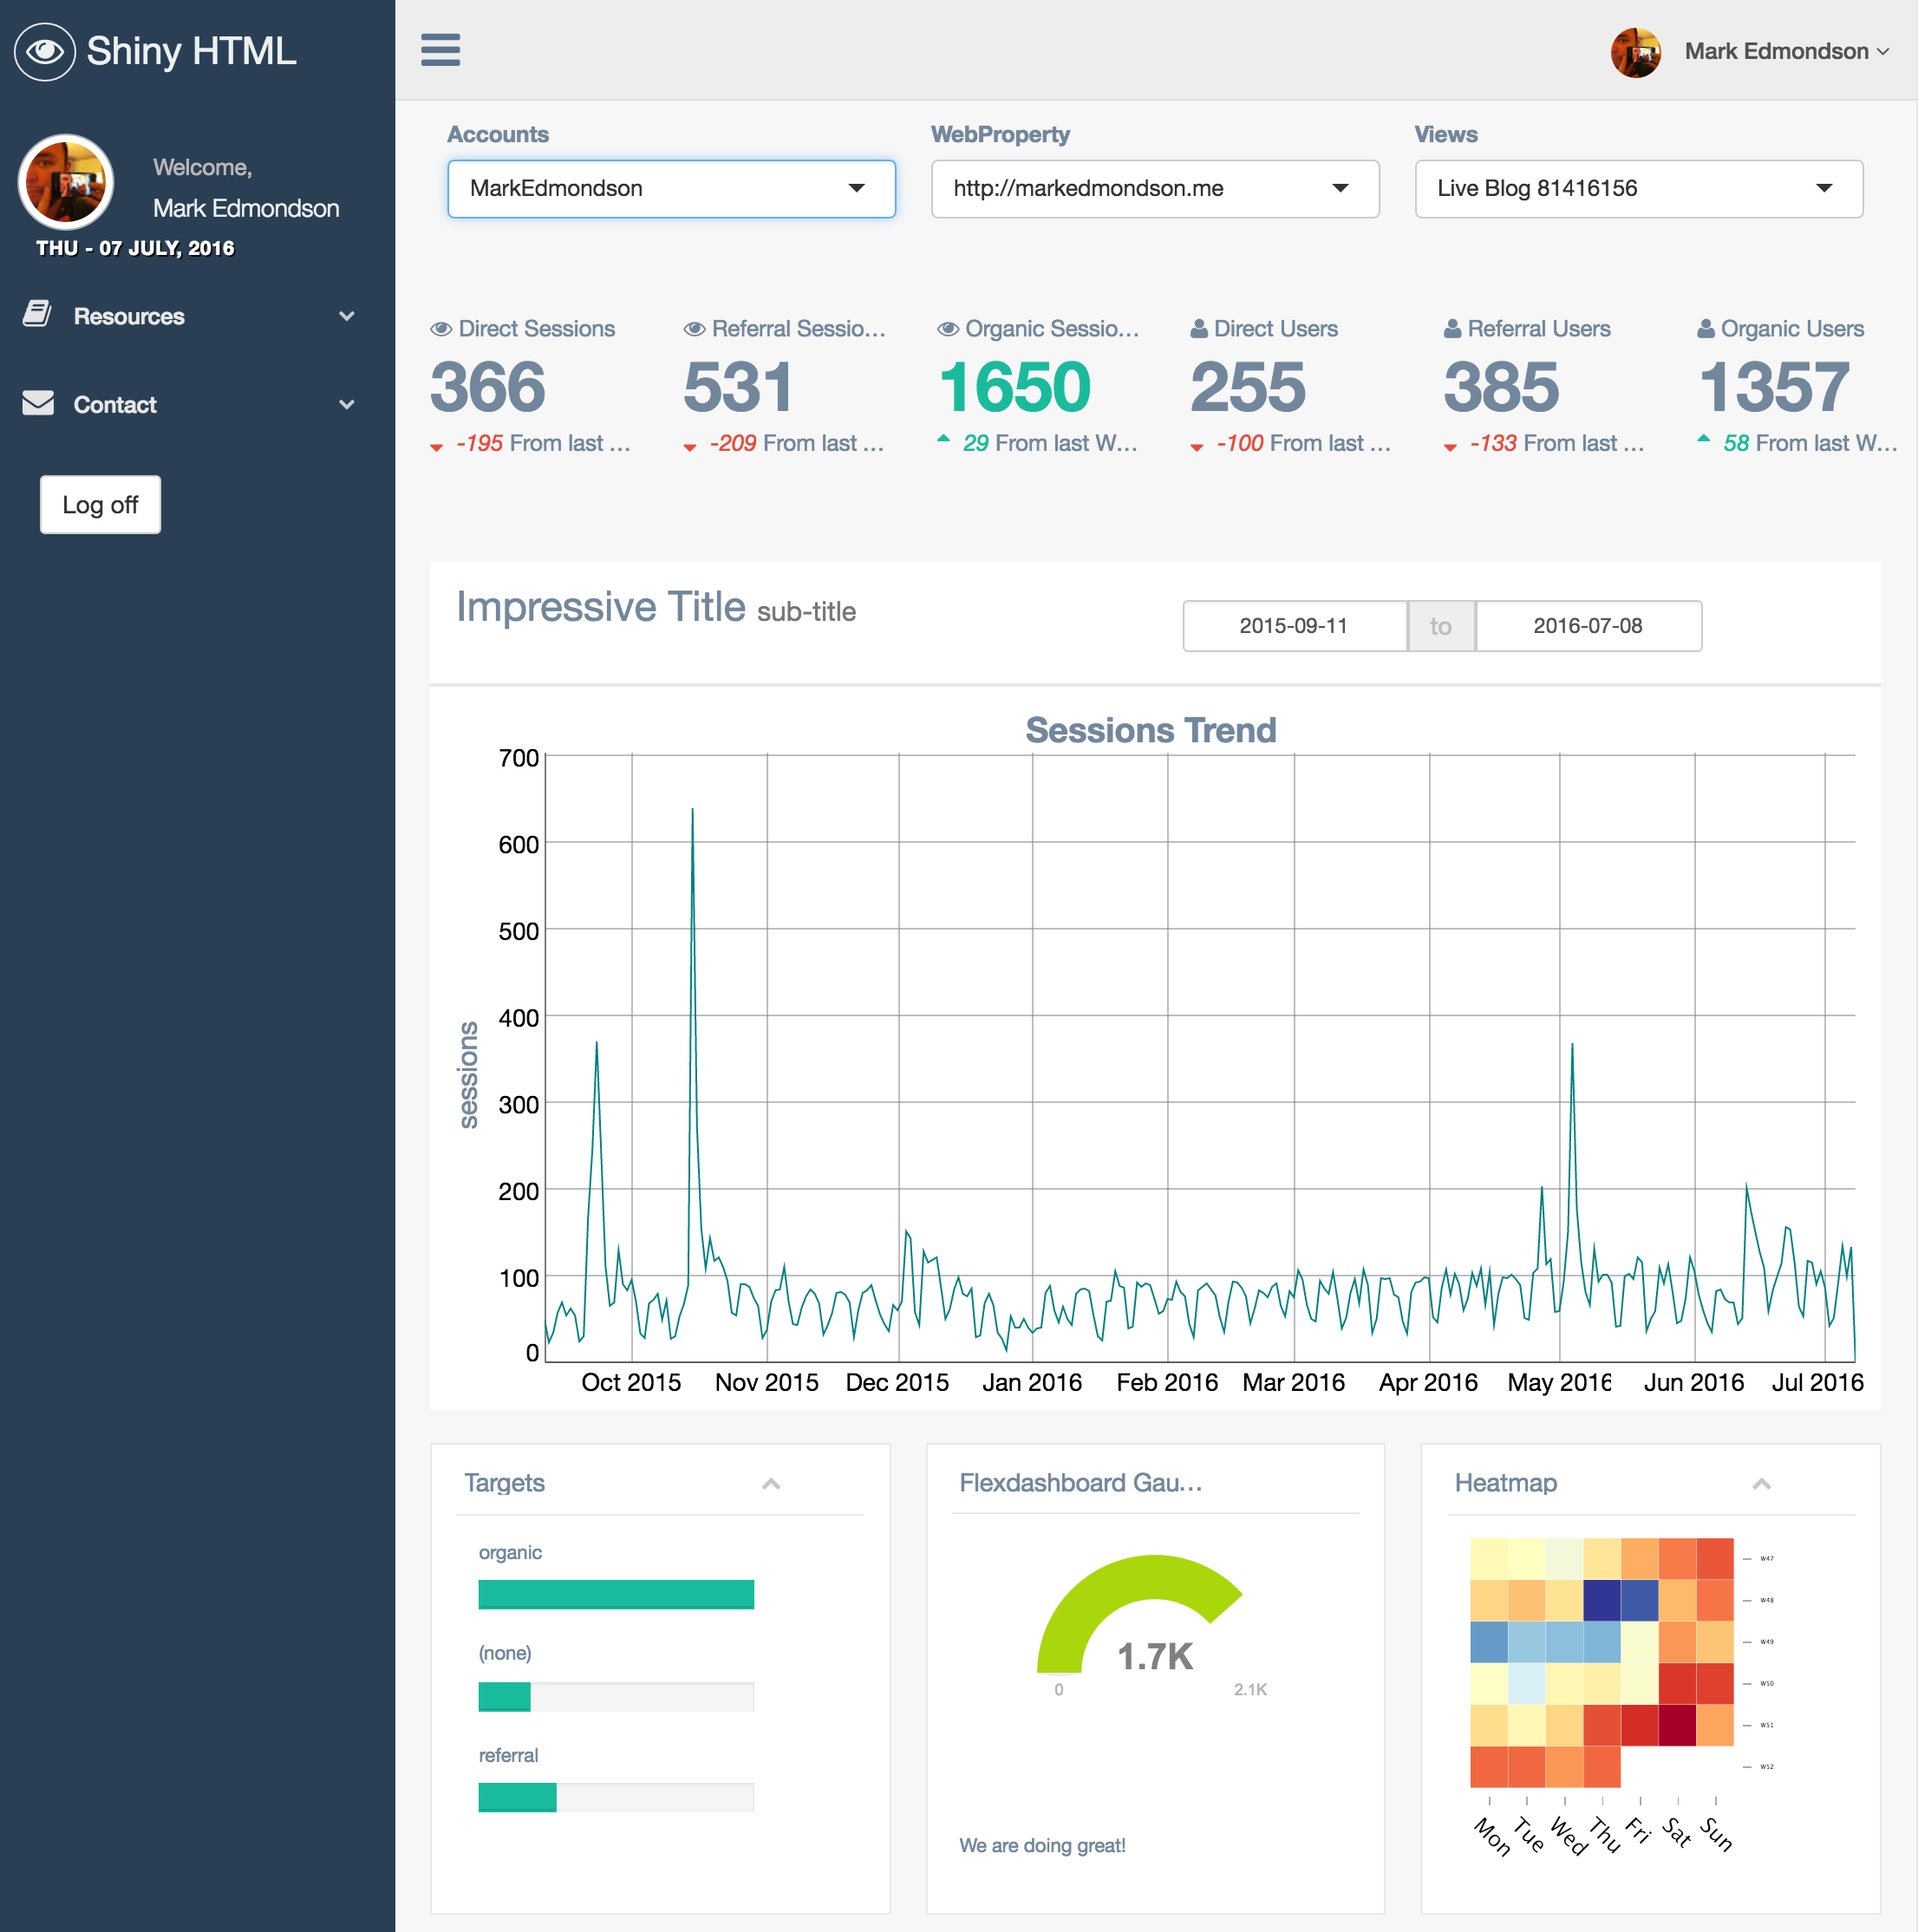 Shiny HTML
Mark Edmondson
Welcome,
Mark Edmondson
THU - 07 JULY, 2016
Resources
Contact
Log off
Accounts WebProperty Views
MarkEdmondson http://markedmondson.me Live Blog 81416156
Direct Sessions Referral Sessio... Organic Sessio... Direct Users Referral Users Organic Users
366 531 1650 255 385 1357
-195 From last ... -209 From last ... 29 From last W... -100 From last ... -133 From last ... 58 From last W...
Impressive Title sub-title
2015-09-11 to 2016-07-08
Sessions Trend
700
600
500
400
300
200
100
0
sessions
Oct 2015 Nov 2015 Dec 2015 Jan 2016 Feb 2016 Mar 2016 Apr 2016 May 2016 Jun 2016 Jul 2016
Targets
organic
(none)
referral
Flexdashboard Gau...
1.7K
0 2.1K
We are doing great!
Heatmap
W47
W48
W49
W50
W51
W52
Mon Tue Wed Thu Fri Sat Sun